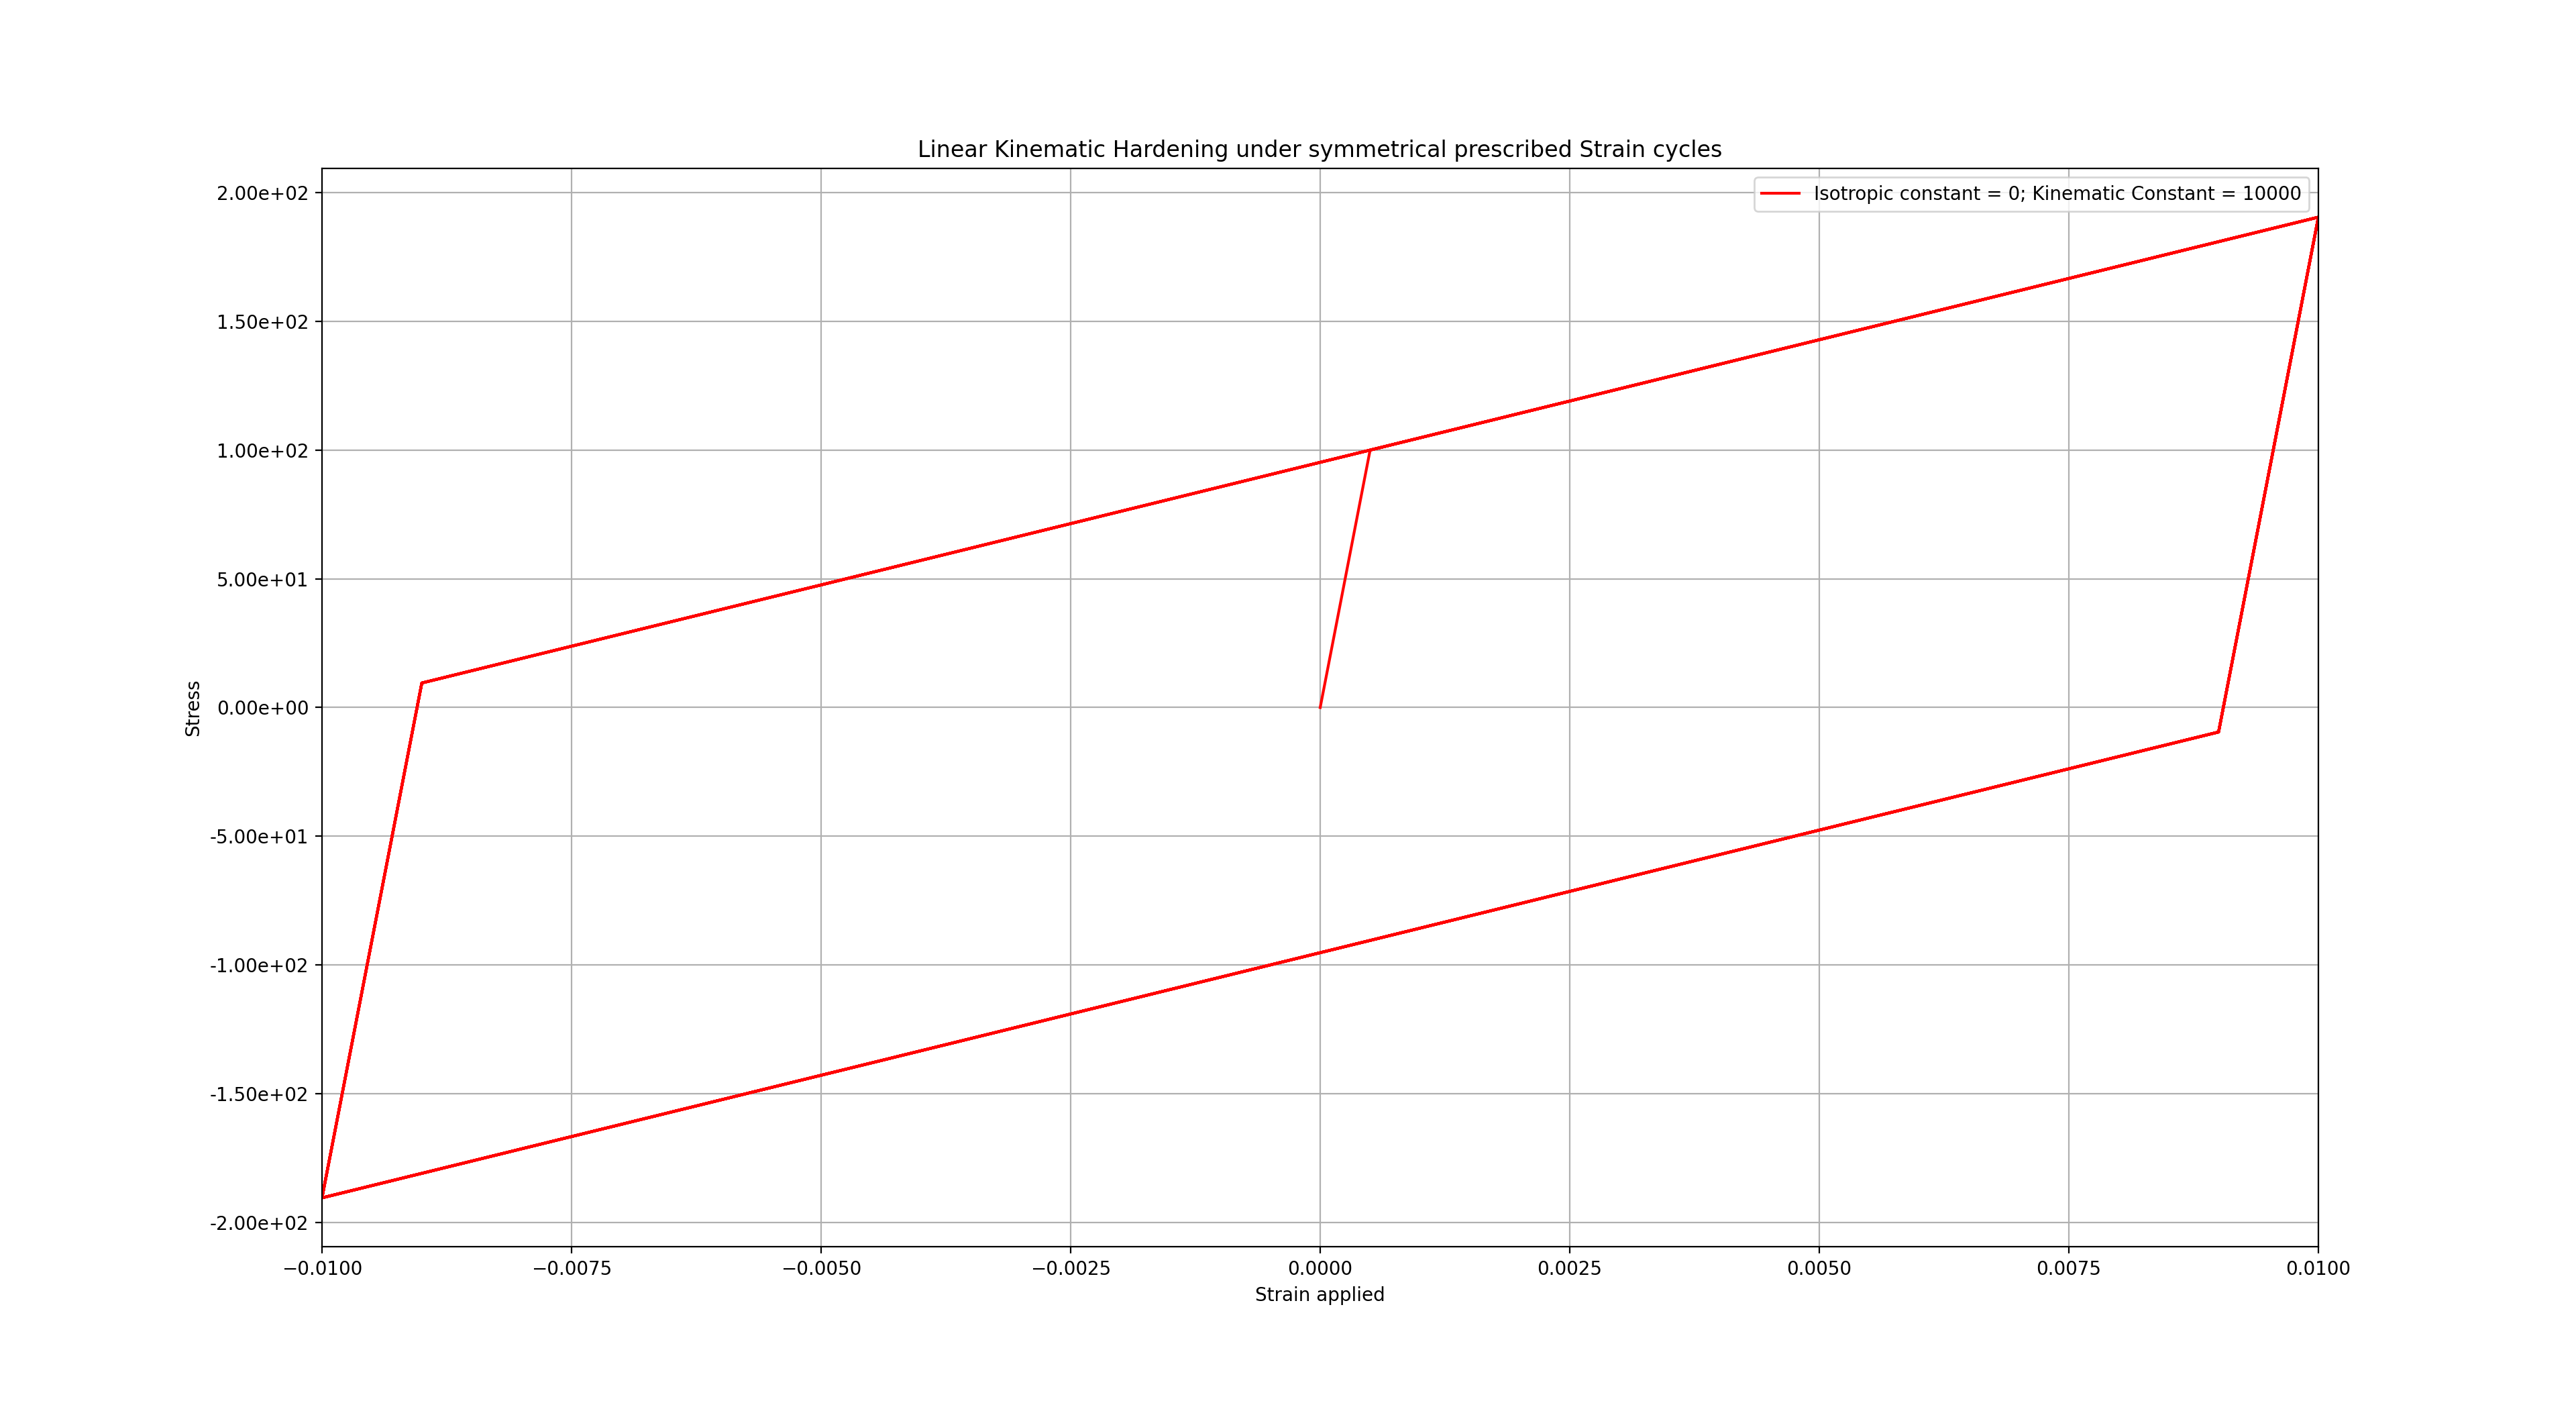 Linear Kinematic Hardening under symmetrical prescribed Strain cycles
Isotropic constant = 0; Kinematic Constant = 10000
2.00e+02
1.50e+02
1.00e+02
5.00e+01
0.00e+00
-5.00e+01
-1.00e+02
-1.50e+02
-2.00e+02
Stress
−0.0100 −0.0075 −0.0050 −0.0025 0.0000 0.0025 0.0050 0.0075 0.0100
Strain applied